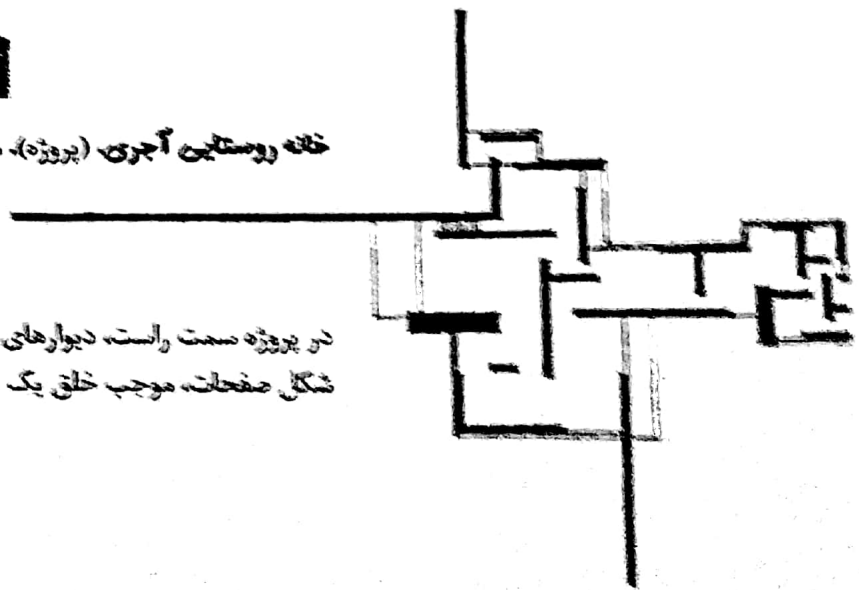 خانه روستایی آجری، (پروژه)،
در پروژه سمت راست، دیوارهای
شکل صفحات، موجب خلق یک